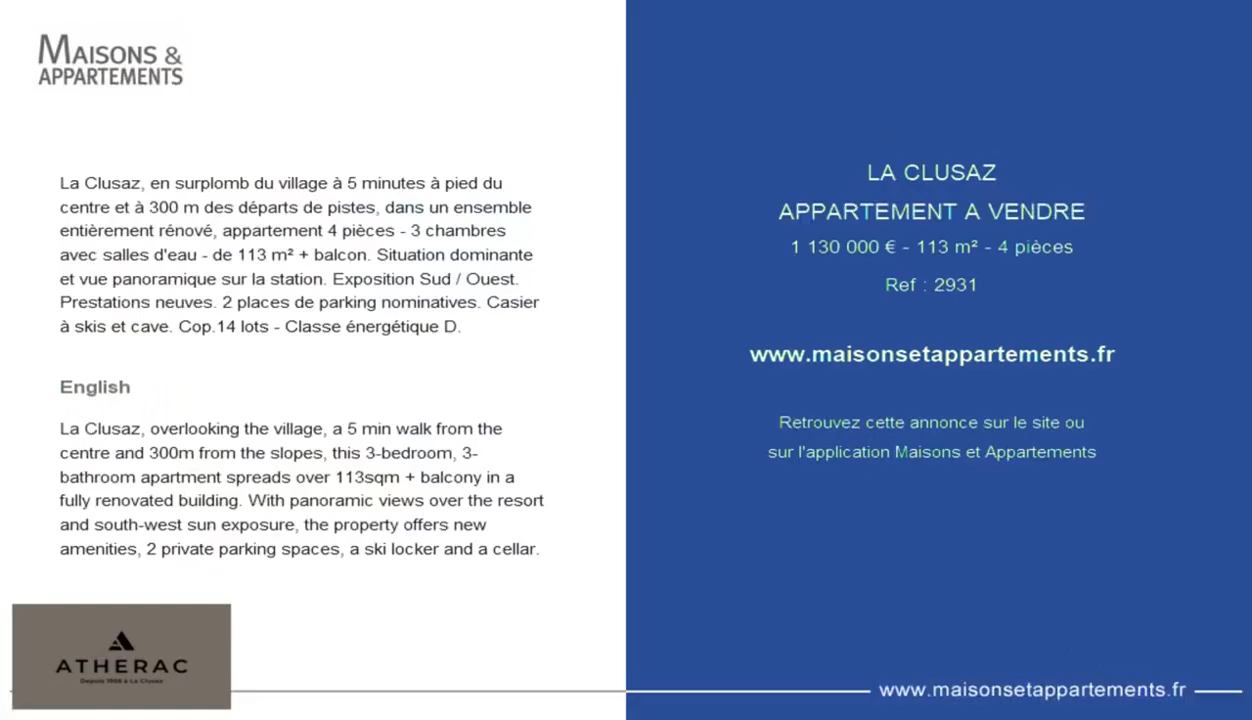 MAISONS &
APPARTEMENTS
La Clusaz, en surplomb du village à 5 minutes à pied du
centre et à 300 m des départs de pistes, dans un ensemble
entièrement rénové, appartement 4 pièces - 3 chambres
avec salles d'eau - de 113 m² + balcon. Situation dominante
et vue panoramique sur la station. Exposition Sud / Ouest.
Prestations neuves. 2 places de parking nominatives. Casier
à skis et cave. Cop.14 lots - Classe énergétique D.
English
La Clusaz, overlooking the village, a 5 min walk from the
centre and 300m from the slopes, this 3-bedroom, 3-
bathroom apartment spreads over 113sqm + balcony in a
fully renovated building. With panoramic views over the resort
and south-west sun exposure, the property offers new
amenities, 2 private parking spaces, a ski locker and a cellar.
ATHERAC
Depuis 1958 à La Clusaz
LA CLUSAZ
APPARTEMENT A VENDRE
1 130 000 € - 113 m² - 4 pièces
Ref : 2931
www.maisonsetappartements.fr
Retrouvez cette annonce sur le site ou
sur l'application Maisons et Appartements
www.maisonsetappartements.fr